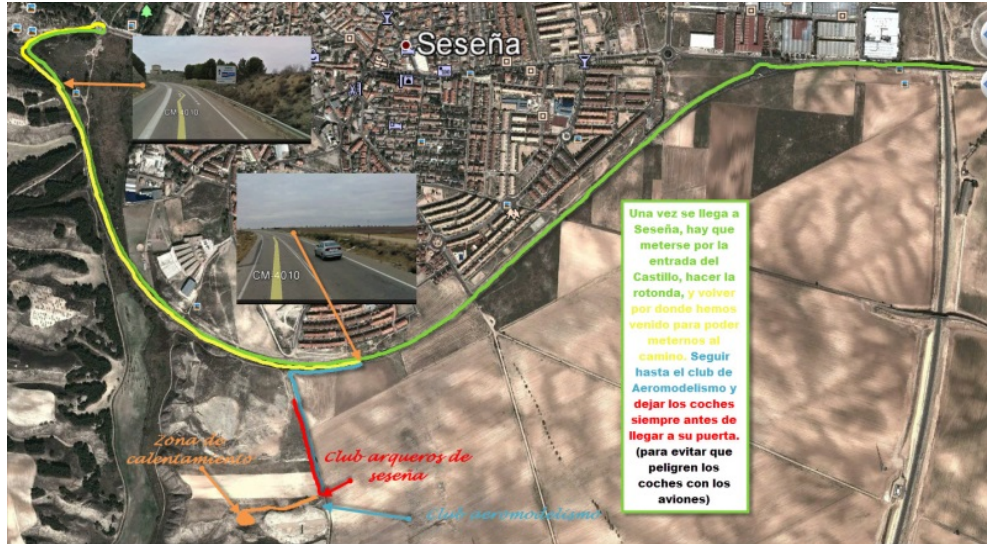 Seseña
CM-4010
CM-4010
Una vez se llega a
Seseña, hay que
meterse por la
entrada del
Castillo, hacer la
rotonda, y volver
por donde hemos
venido para poder
meternos al
camino. Seguir
hasta el club de
Aeromodelismo y
dejar los coches
siempre antes de
llegar a su puerta.
(para evitar que
peligren los
coches con los
aviones)
Zona de
calentamiento
Club arqueros de
seseña
Club aeromodelismo